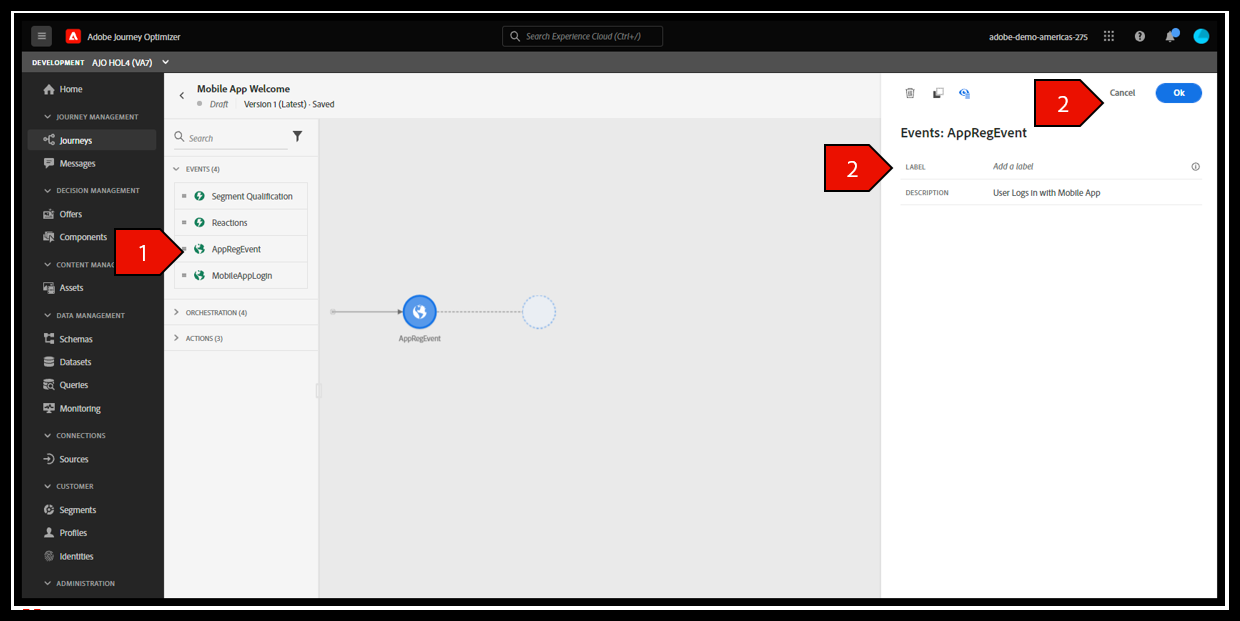 Adobe Journey Optimizer
Search Experience Cloud (Ctrl+/)
adobe-demo-americas-275
DEVELOPMENT AJO HOL4 (VA7)
Home
JOURNEY MANAGEMENT
Journeys
Messages
DECISION MANAGEMENT
Offers
Components
CONTENT MANAG
Assets
DATA MANAGEMENT
Schemas
Datasets
Queries
Monitoring
CONNECTIONS
Sources
CUSTOMER
Segments
Profiles
Identities
ADMINISTRATION
Mobile App Welcome
Draft Version 1 (Latest) · Saved
Search
EVENTS (4)
Segment Qualification
Reactions
1
AppRegEvent
MobileAppLogin
ORCHESTRATION (4)
ACTIONS (3)
AppRegEvent
2
Cancel
Ok
Events: AppRegEvent
2
LABEL Add a label
DESCRIPTION User Logs in with Mobile App